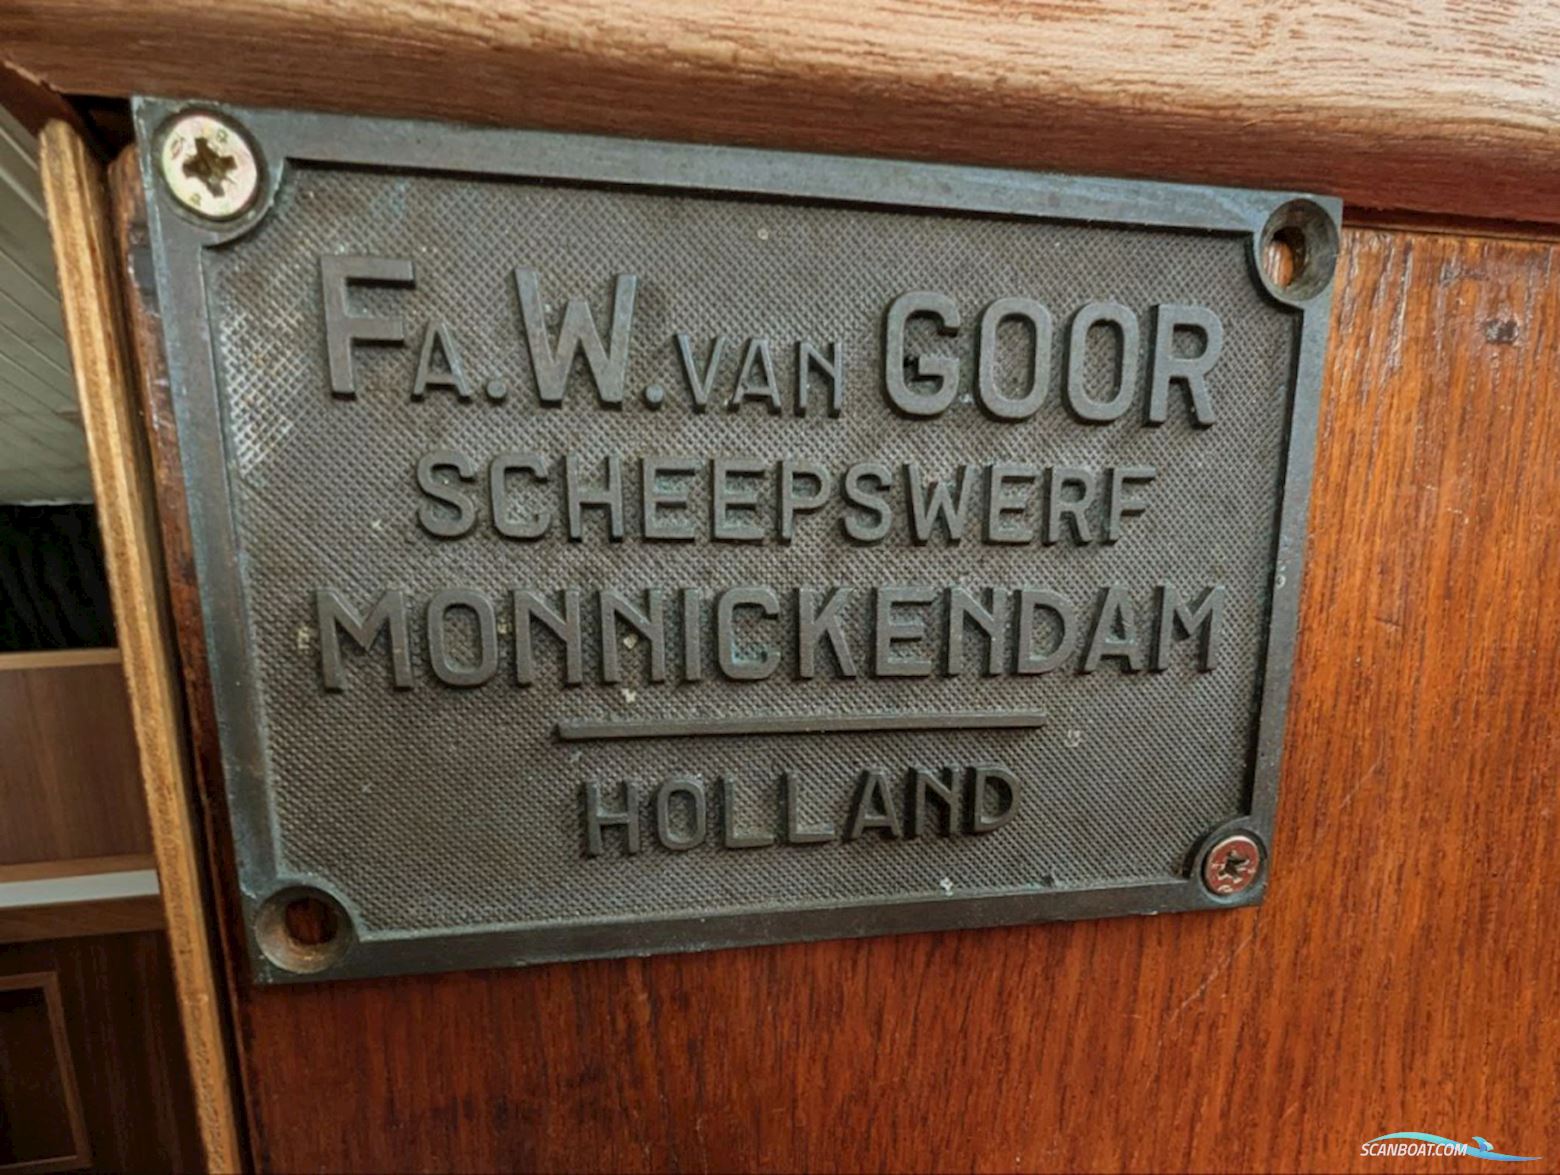 FA. W. VAN GOOR
SCHEEPSWERF
MONNICKENDAM
HOLLAND
SCANBOAT.COM